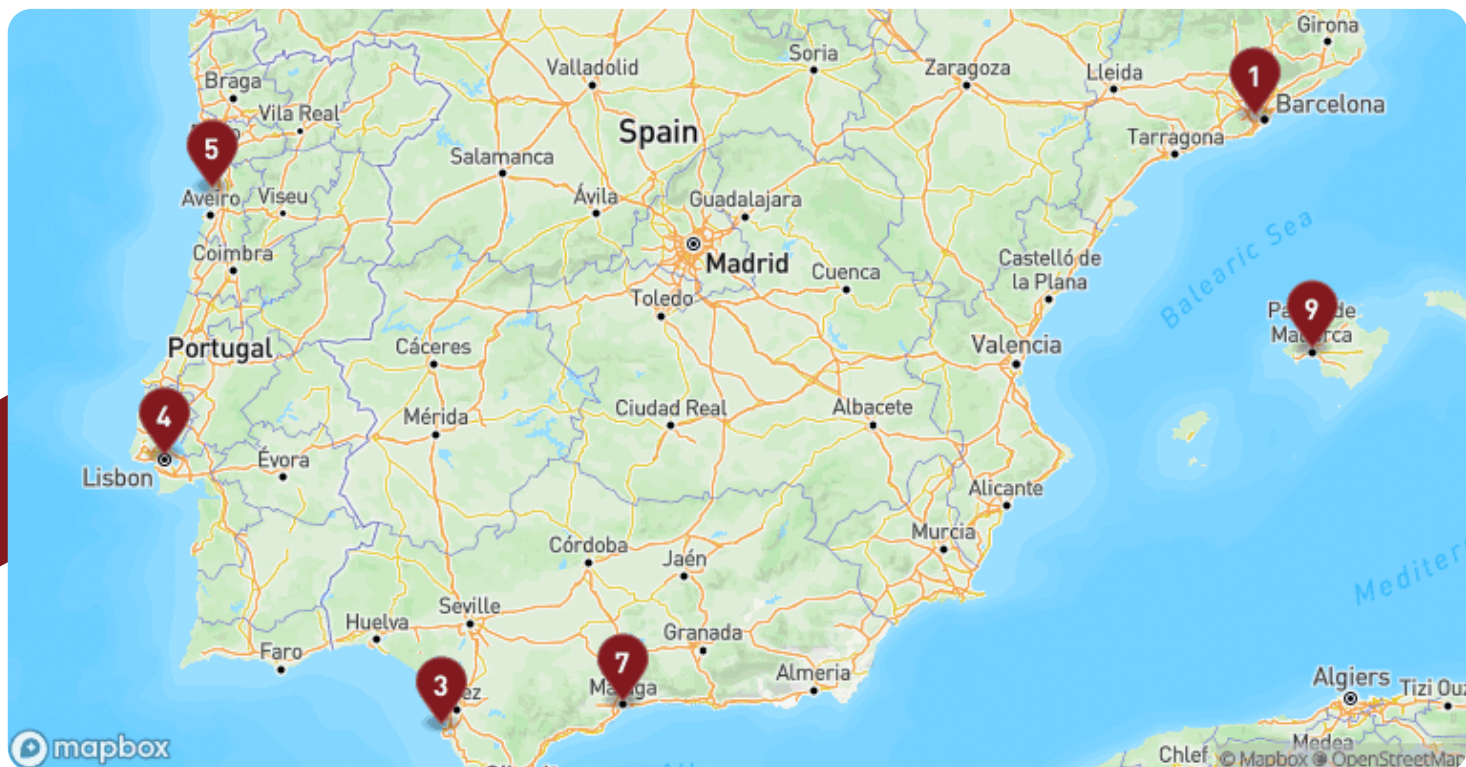 Girona
Soria
Valladolid
Zaragoza
Lleida
1
Braga
Barcelona
Vila Real
Spain
Tarragona
5
Salamanca
Aveiro
Viseu
Ávila
Guadalajara
Coimbra
Madrid
Cuenca
Castelló de
la Plana
Balearic Sea
Toledo
9
Portugal
Cáceres
Valencia
4
Mérida
Ciudad Real
Albacete
Lisbon
Évora
Alicante
Murcia
Córdoba
Jaén
Seville
Huelva
Granada
Faro
7
3
Almeria
Algiers
mapbox
Chlef
Medea
© Mapbox © OpenStreetMap